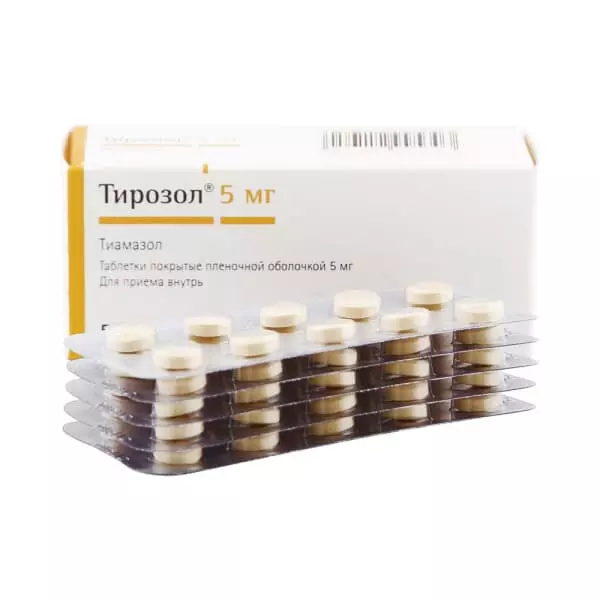 Тирозол® 5 мг
Тиамазол
Таблетки покрытые пленочной оболочкой 5 мг
Для приема внутрь